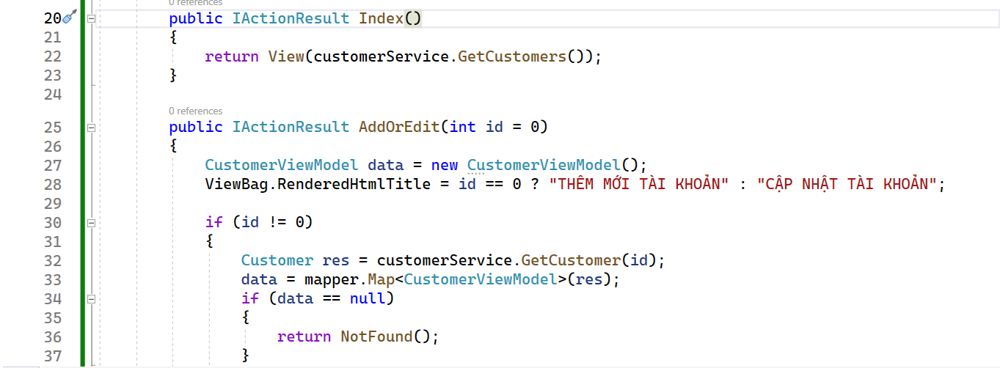 0 references
20 public IActionResult Index()
21 {
22 return View(customerService.GetCustomers());
23 }
24
0 references
25 public IActionResult AddOrEdit(int id = 0)
26 {
27 CustomerViewModel data = new CustomerViewModel();
28 ViewBag.RenderedHtmlTitle = id == 0 ? "THÊM MỚI TÀI KHOẢN" : "CẬP NHẬT TÀI KHOẢN";
29
30 if (id != 0)
31 {
32 Customer res = customerService.GetCustomer(id);
33 data = mapper.Map<CustomerViewModel>(res);
34 if (data == null)
35 {
36 return NotFound();
37 }